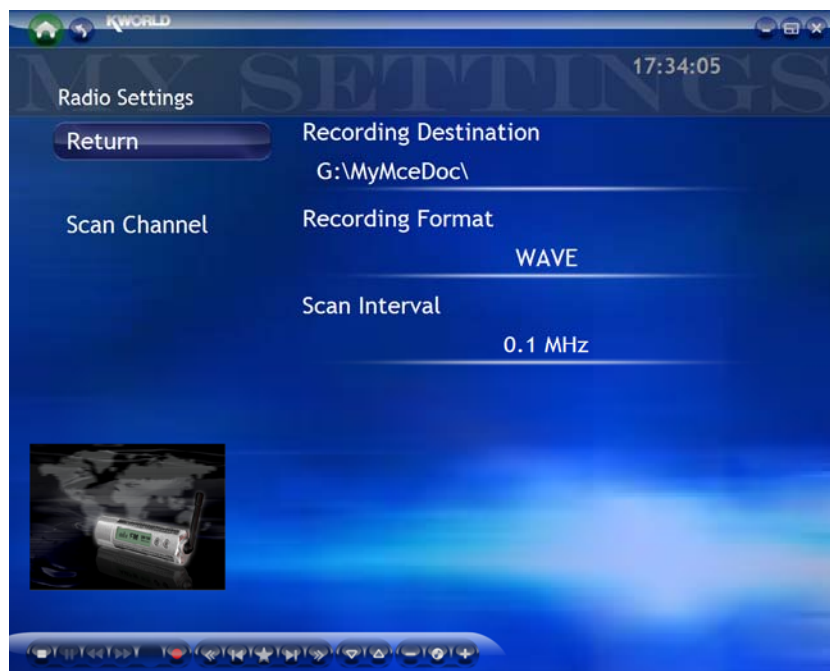 KWORLD
MY SETTINGS
17:34:05
Radio Settings
Return
Recording Destination
G:\MyMceDoc\
Scan Channel
Recording Format
WAVE
Scan Interval
0.1 MHz